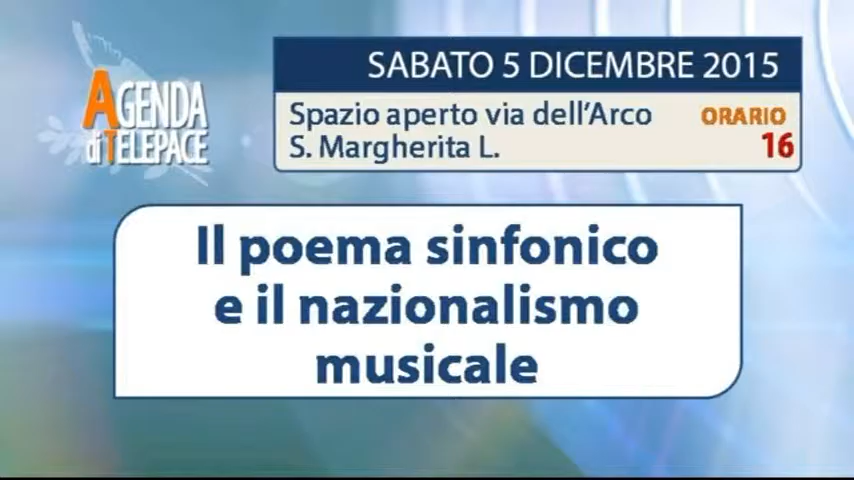 AGENDA
di TELEPACE
SABATO 5 DICEMBRE 2015
Spazio aperto via dell'Arco
S. Margherita L.
ORARIO
16
Il poema sinfonico
e il nazionalismo
musicale